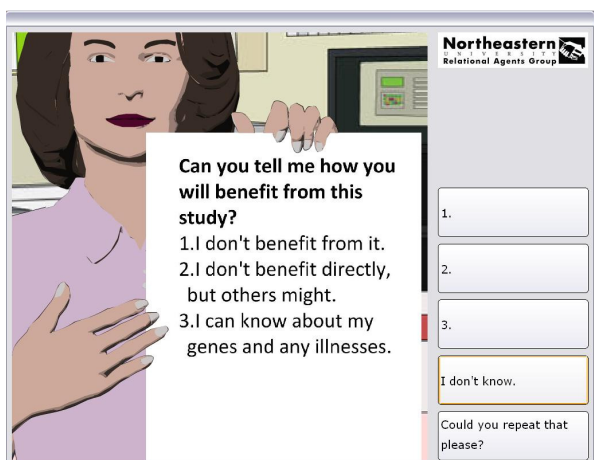 Northeastern
UNIVERSITY
Relational Agents Group
Can you tell me how you
will benefit from this
study?
1.I don't benefit from it.
2.I don't benefit directly,
but others might.
3.I can know about my
genes and any illnesses.
1.
2.
3.
I don't know.
Could you repeat that
please?